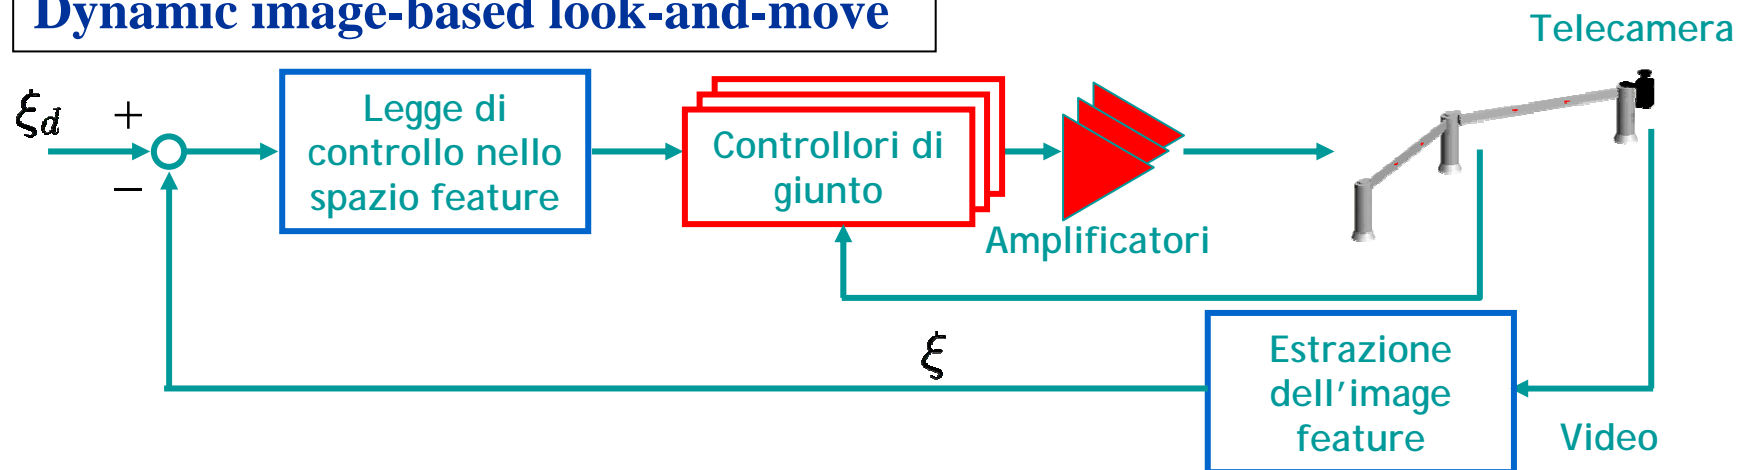 Dynamic image-based look-and-move
Telecamera
ξd
+
−
Legge di
controllo nello
spazio feature
Controllori di
giunto
Amplificatori
ξ
Estrazione
dell'image
feature
Video